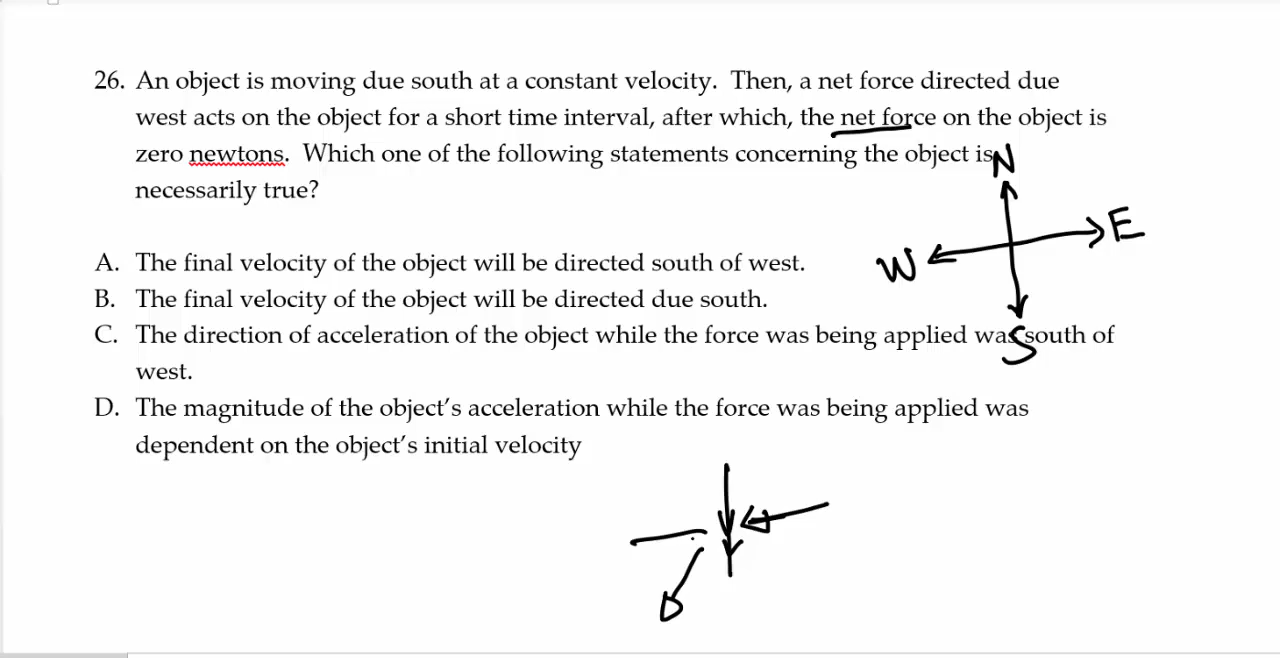 26. An object is moving due south at a constant velocity. Then, a net force directed due
west acts on the object for a short time interval, after which, the net force on the object is
zero newtons. Which one of the following statements concerning the object is
necessarily true?
N
E
W
S
A. The final velocity of the object will be directed south of west.
B. The final velocity of the object will be directed due south.
C. The direction of acceleration of the object while the force was being applied was south of
west.
D. The magnitude of the object's acceleration while the force was being applied was
dependent on the object's initial velocity